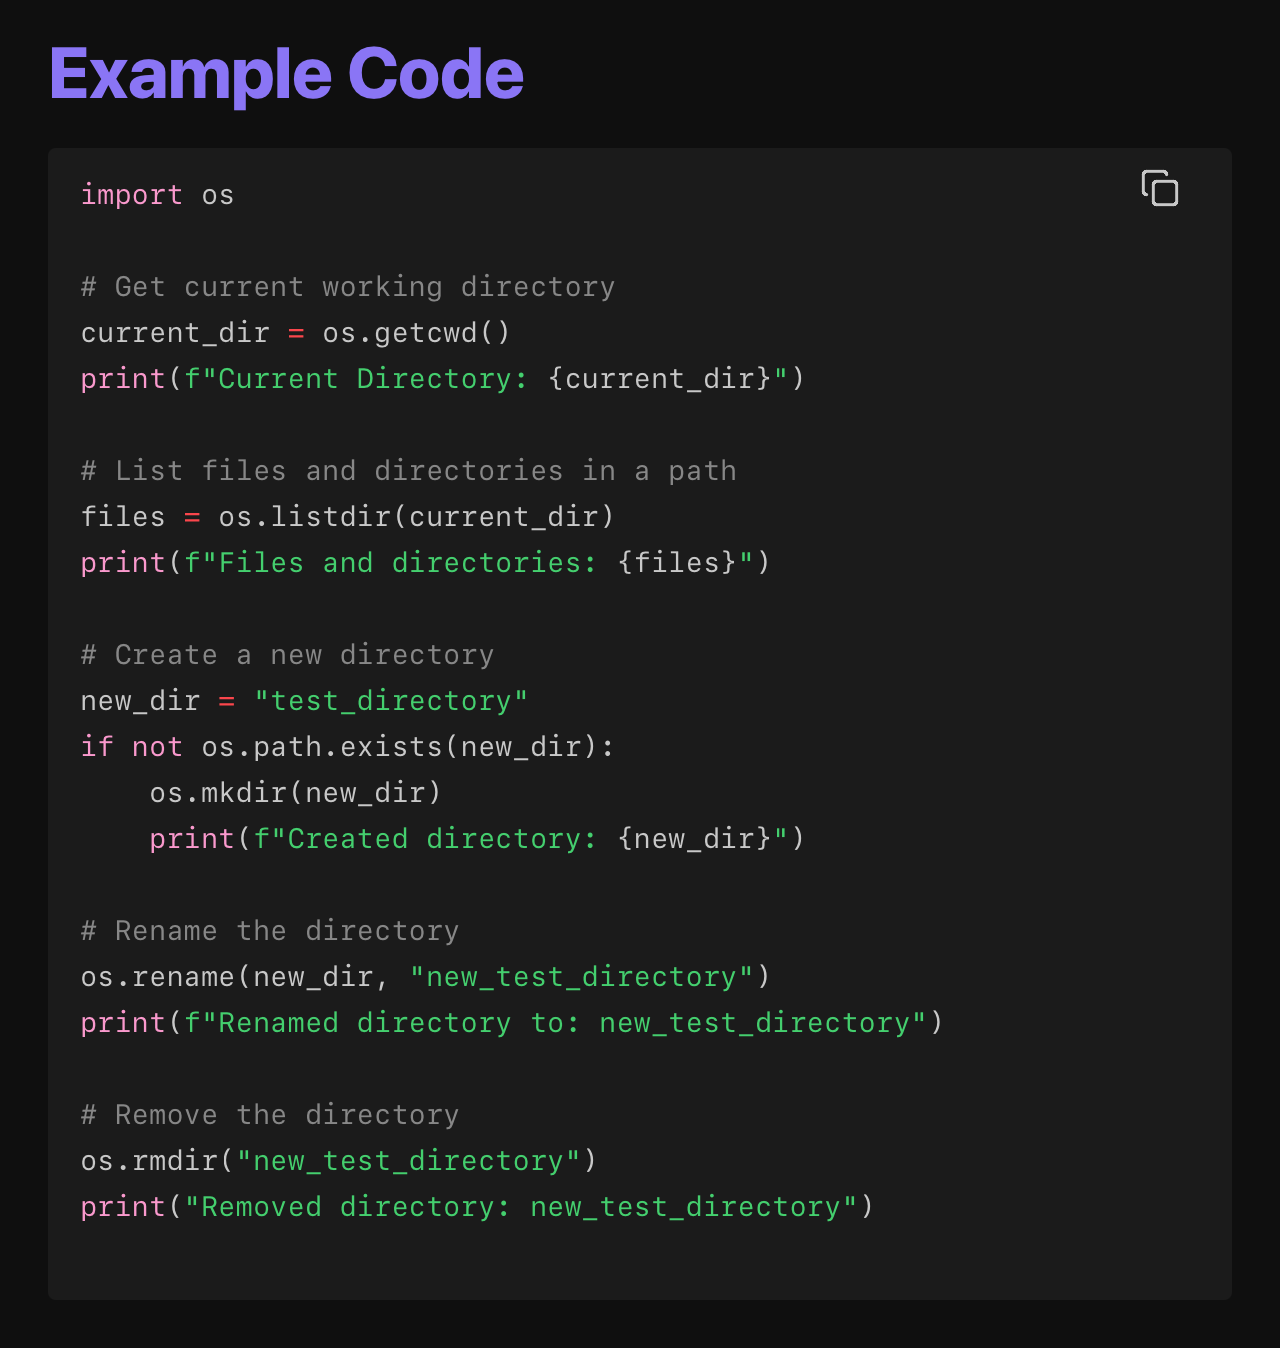 Example Code
import os
# Get current working directory
current_dir = os.getcwd()
print(f"Current Directory: {current_dir}")
# List files and directories in a path
files = os.listdir(current_dir)
print(f"Files and directories: {files}")
# Create a new directory
new_dir = "test_directory"
if not os.path.exists(new_dir):
    os.mkdir(new_dir)
    print(f"Created directory: {new_dir}")
# Rename the directory
os.rename(new_dir, "new_test_directory")
print(f"Renamed directory to: new_test_directory")
# Remove the directory
os.rmdir("new_test_directory")
print("Removed directory: new_test_directory")